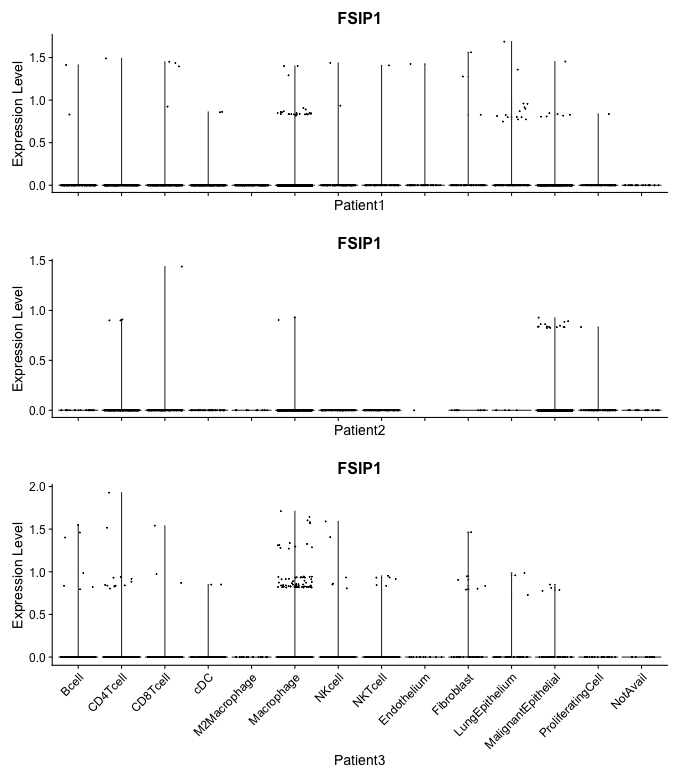 FSIP1
Expression Level
1.5
1.0
0.5
0.0
Patient1
FSIP1
Expression Level
1.5
1.0
0.5
0.0
Patient2
FSIP1
Expression Level
2.0
1.5
1.0
0.5
0.0
Bcell
CD4Tcell
CD8Tcell
cDC
M2Macrophage
Macrophage
NKcell
NKTcell
Endothelium
Fibroblast
LungEpithelium
MalignantEpithelial
ProliferatingCell
NotAvail
Patient3